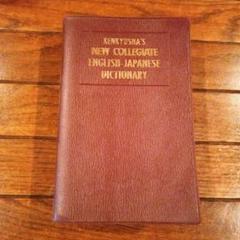 KENKYUSHA'S
NEW COLLEGIATE
ENGLISH-JAPANESE
DICTIONARY